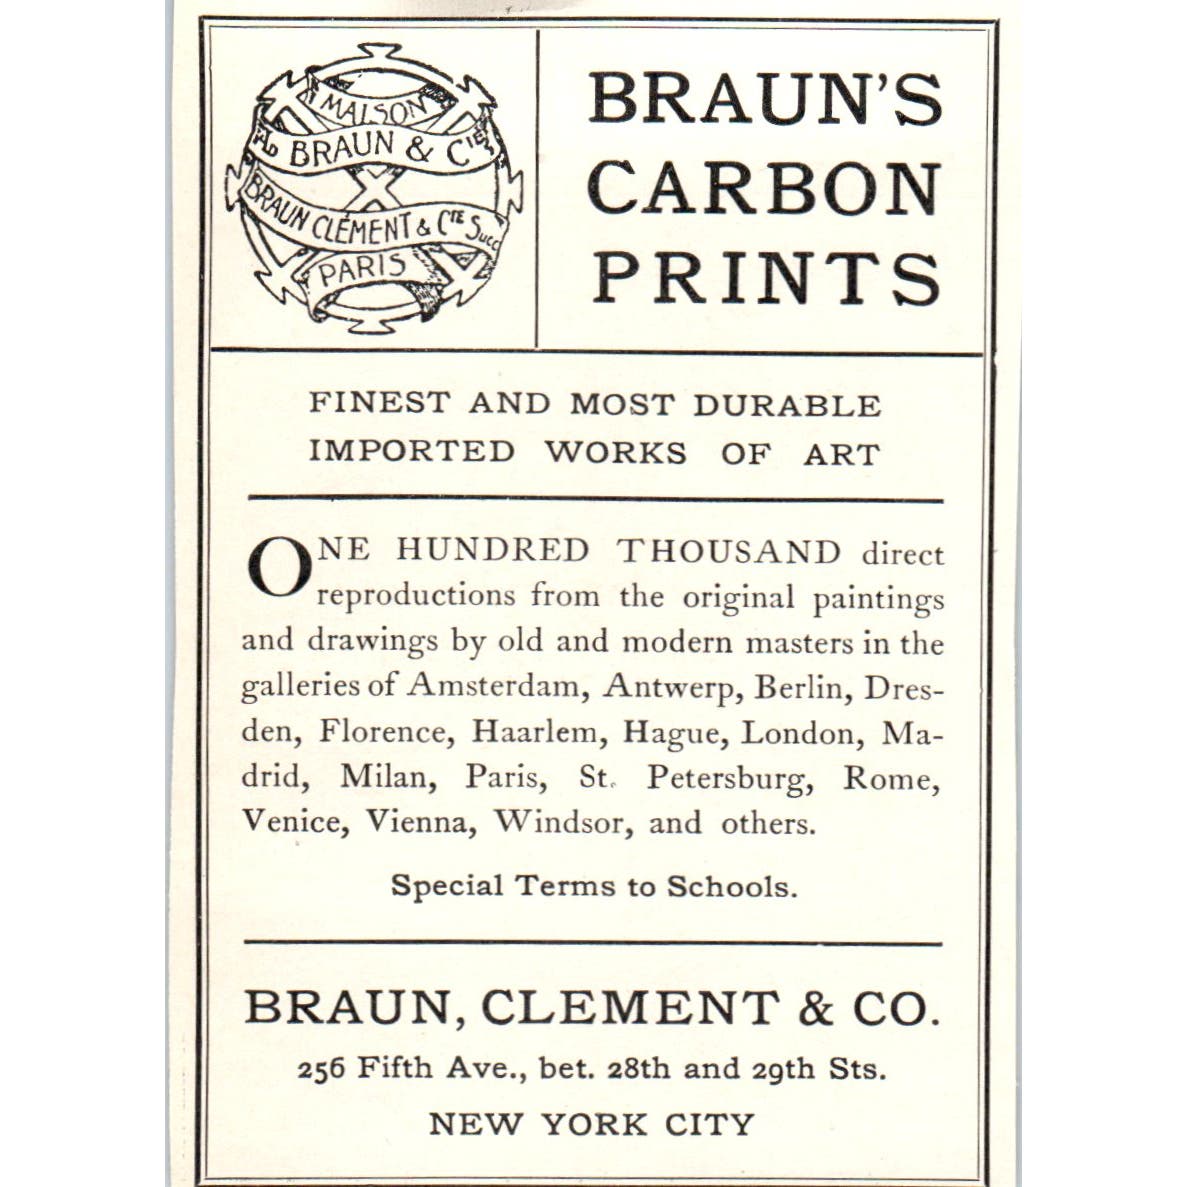 MAISON
AD BRAUN & CIE
BRAUN CLÉMENT & CIE Succ
PARIS
BRAUN'S
CARBON
PRINTS
FINEST AND MOST DURABLE
IMPORTED WORKS OF ART
ONE HUNDRED THOUSAND direct
reproductions from the original paintings
and drawings by old and modern masters in the
galleries of Amsterdam, Antwerp, Berlin, Dres-
den, Florence, Haarlem, Hague, London, Ma-
drid, Milan, Paris, St. Petersburg, Rome,
Venice, Vienna, Windsor, and others.
Special Terms to Schools.
BRAUN, CLEMENT & CO.
256 Fifth Ave., bet. 28th and 29th Sts.
NEW YORK CITY